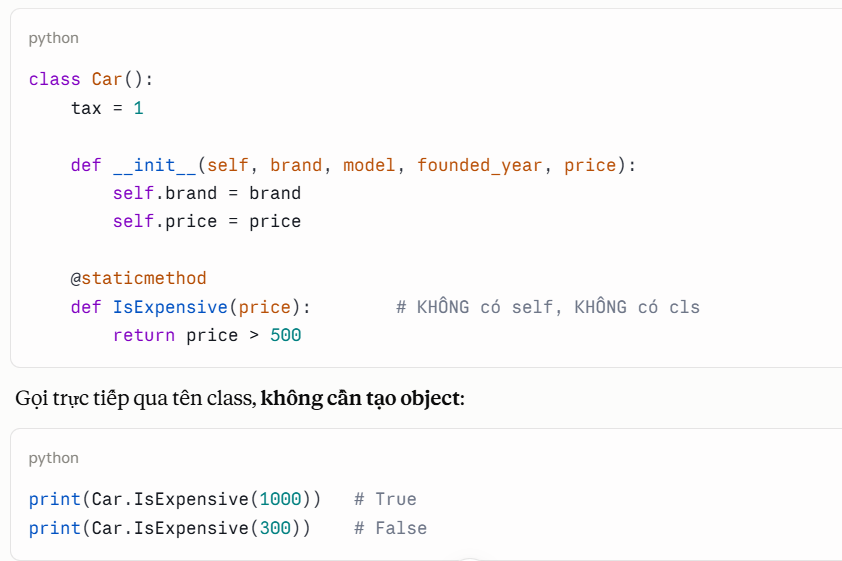 python
class Car():
    tax = 1
    def __init__(self, brand, model, founded_year, price):
        self.brand = brand
        self.price = price
    @staticmethod
    def IsExpensive(price):        # KHÔNG có self, KHÔNG có cls
        return price > 500
Gọi trực tiếp qua tên class, không cần tạo object:
python
print(Car.IsExpensive(1000))   # True
print(Car.IsExpensive(300))    # False